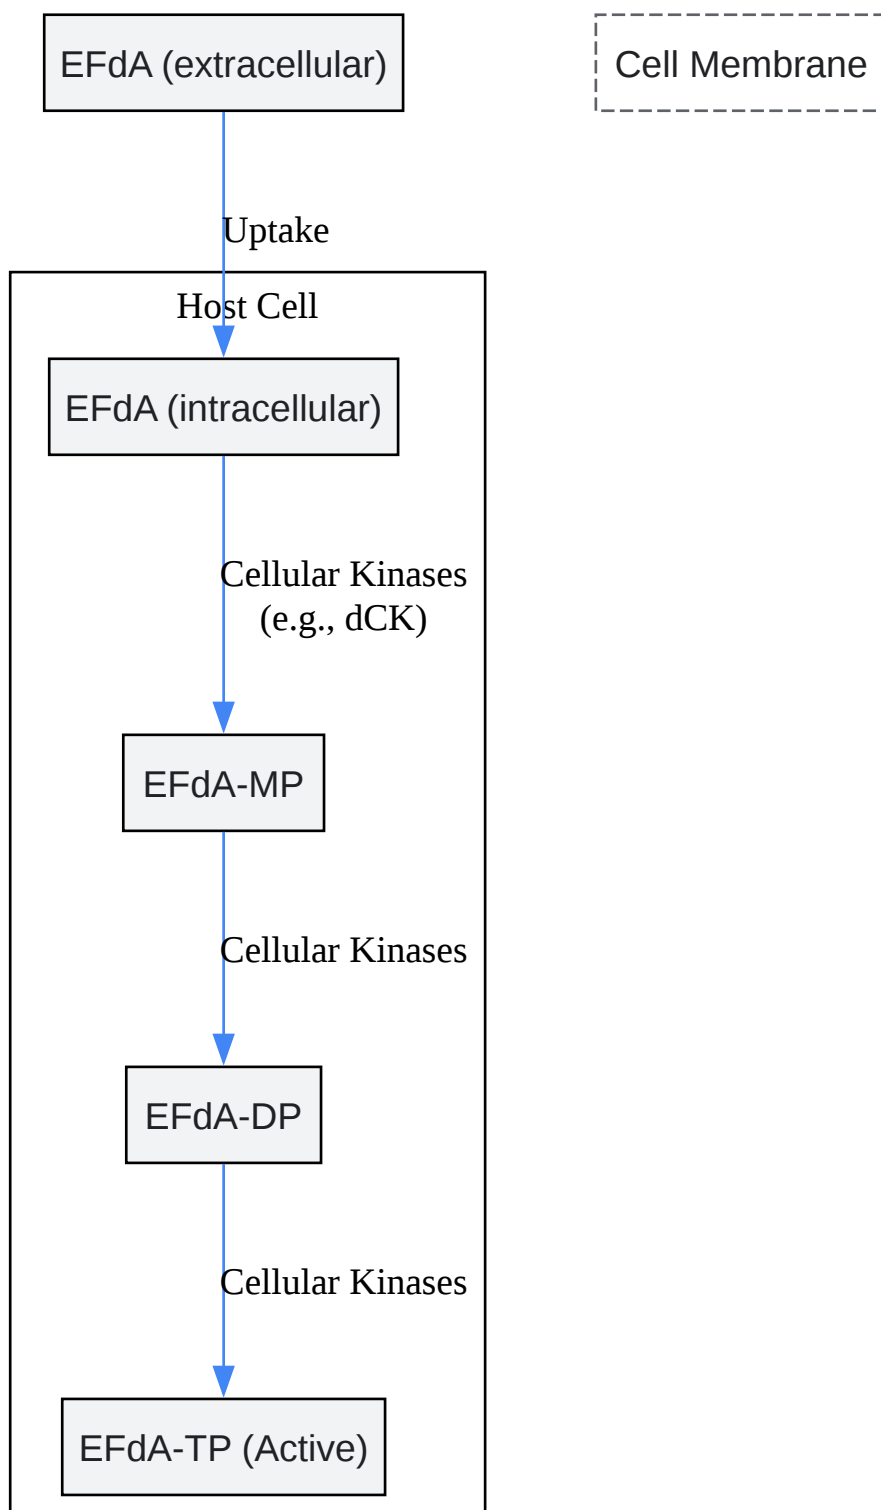 EFdA (extracellular)
Cell Membrane
Uptake
Host Cell
EFdA (intracellular)
Cellular Kinases
(e.g., dCK)
EFdA-MP
Cellular Kinases
EFdA-DP
Cellular Kinases
EFdA-TP (Active)